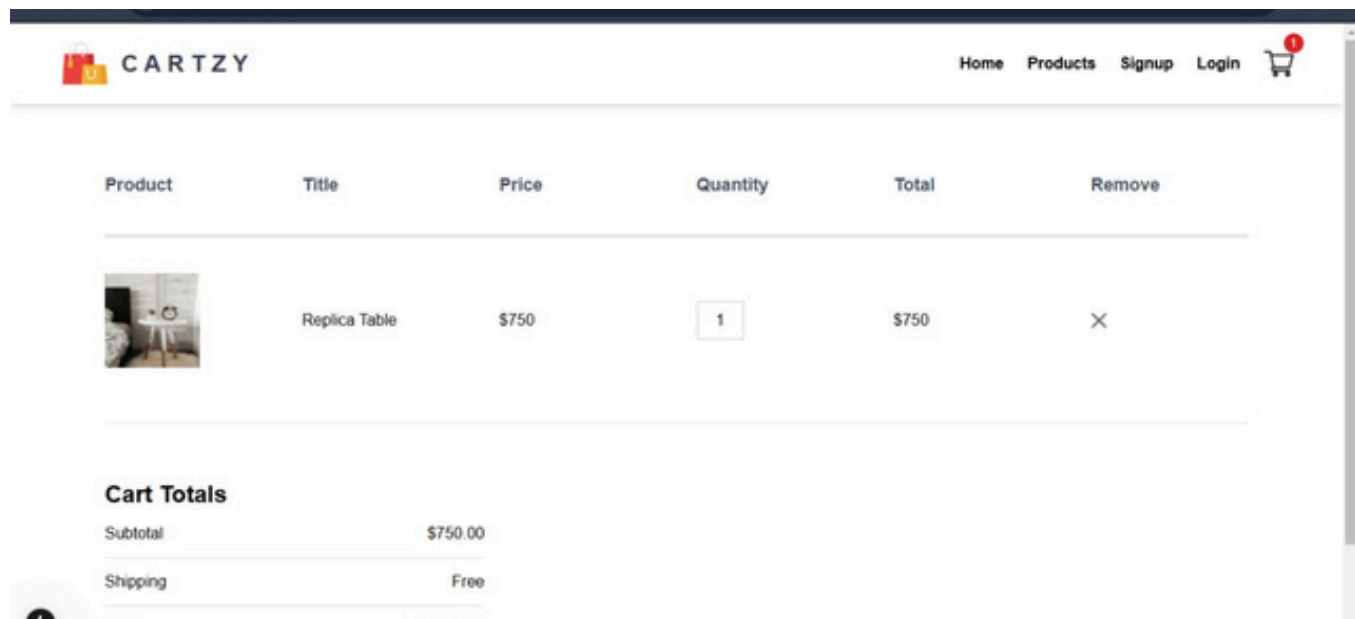 CARTZY
Home Products Signup Login 1
Product Title Price Quantity Total Remove
Replica Table $750 1 $750
Cart Totals
Subtotal $750.00
Shipping Free